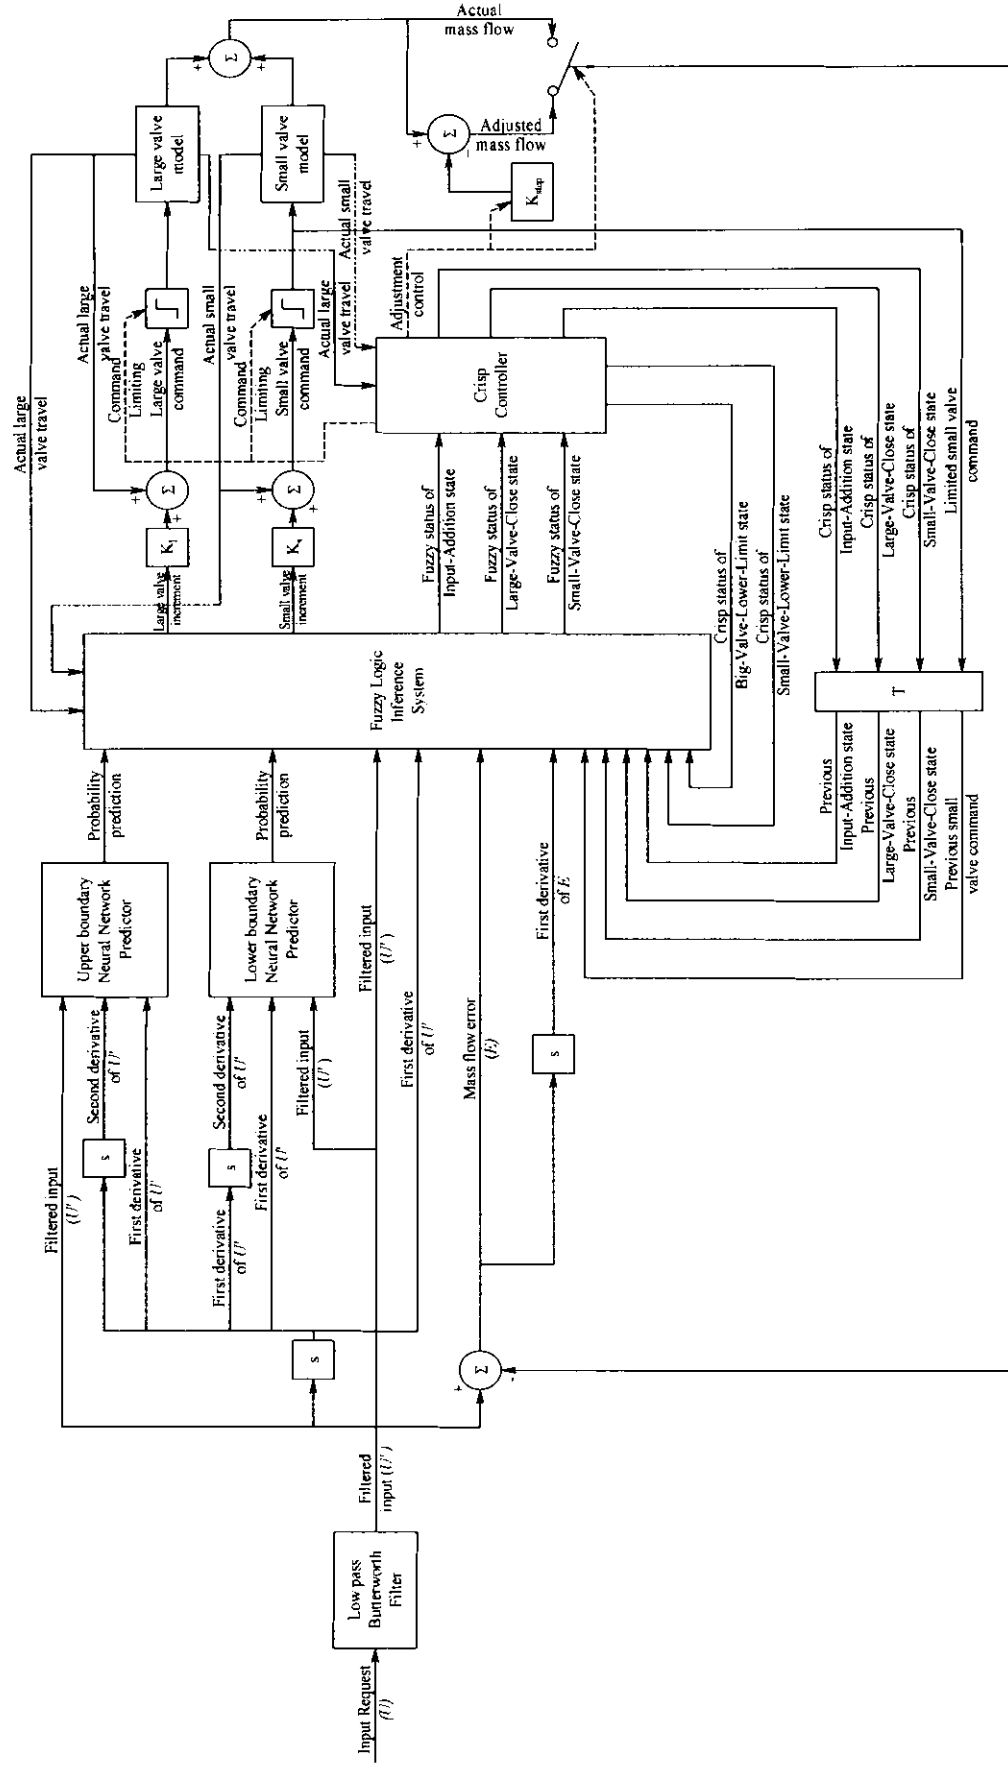 Input Request
(U)
Low pass
Butterworth
Filter
Filtered
input (U')
s
Filtered input
(U')
First derivative
of U'
s
Second derivative
of U'
First derivative
of U'
s
Second derivative
of U'
First derivative
of U'
Filtered input
(U')
Upper boundary
Neural Network
Predictor
Lower boundary
Neural Network
Predictor
Probability
prediction
Probability
prediction
Filtered input
(U')
First derivative
of U'
+
Σ
-
Mass flow error
(E)
s
First derivative
of E
Fuzzy Logic
Inference
System
Actual large
valve travel
Large valve
increment
Small valve
increment
K1
Ks
+
Σ
+
+
Σ
+
Actual large
valve travel
Command
Limiting
Large valve
command
Actual small
valve travel
Command
Limiting
Small valve
command
Large valve
model
Small valve
model
+
Σ
+
Actual large
valve travel
Actual small
valve travel
Actual
mass flow
+
Σ
-
Adjusted
mass flow
Kstep
Adjustment
control
Crisp
Controller
Fuzzy status of
Input-Addition state
Fuzzy status of
Large-Valve-Close state
Fuzzy status of
Small-Valve-Close state
Crisp status of
Big-Valve-Lower-Limit state
Crisp status of
Small-Valve-Lower-Limit state
Crisp status of
Input-Addition state
Crisp status of
Large-Valve-Close state
Crisp status of
Small-Valve-Close state
Limited small valve
command
T
Previous
Input-Addition state
Previous
Large-Valve-Close state
Previous
Small-Valve-Close state
Previous small
valve command